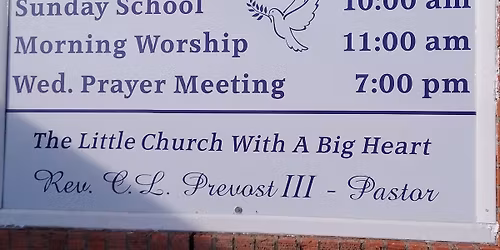 Sunday School 10:00 am
Morning Worship 11:00 am
Wed. Prayer Meeting 7:00 pm
The Little Church With A Big Heart
Rev. C.L. Prevost III - Pastor